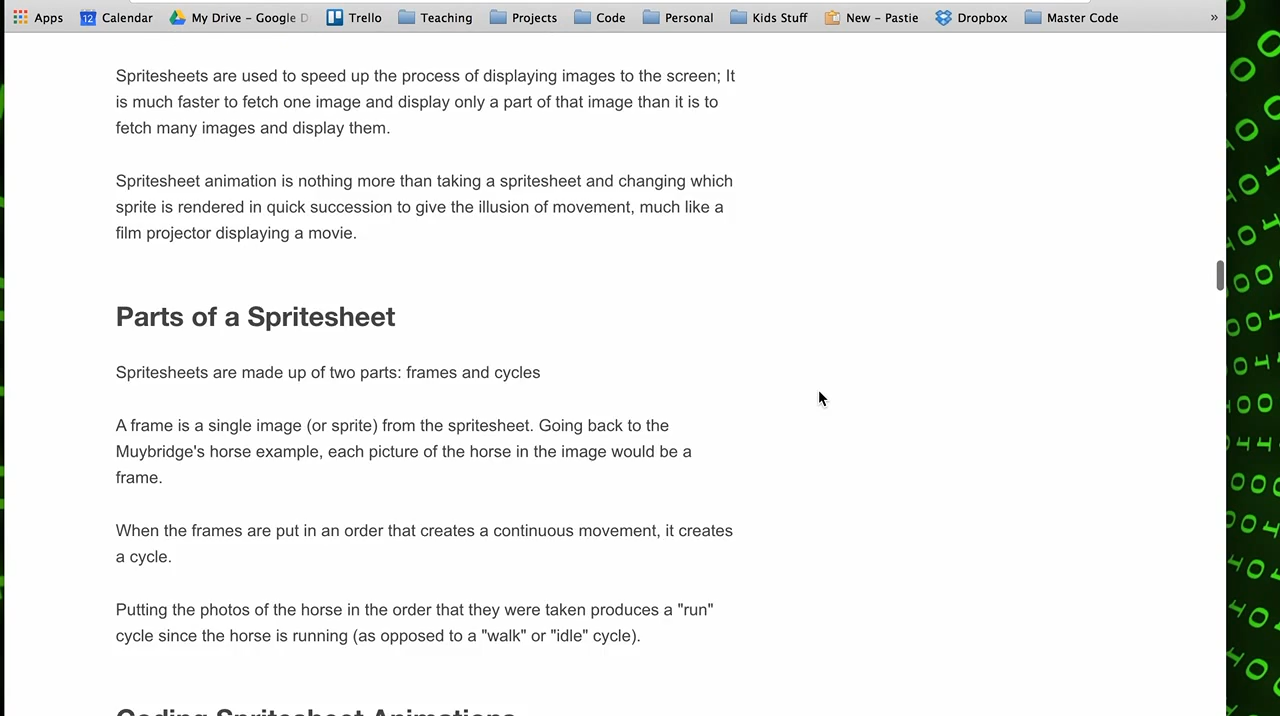 Apps Calendar My Drive – Google D Trello Teaching Projects Code Personal Kids Stuff New – Pastie Dropbox Master Code »
Spritesheets are used to speed up the process of displaying images to the screen; It
is much faster to fetch one image and display only a part of that image than it is to
fetch many images and display them.
Spritesheet animation is nothing more than taking a spritesheet and changing which
sprite is rendered in quick succession to give the illusion of movement, much like a
film projector displaying a movie.
Parts of a Spritesheet
Spritesheets are made up of two parts: frames and cycles
A frame is a single image (or sprite) from the spritesheet. Going back to the
Muybridge's horse example, each picture of the horse in the image would be a
frame.
When the frames are put in an order that creates a continuous movement, it creates
a cycle.
Putting the photos of the horse in the order that they were taken produces a "run"
cycle since the horse is running (as opposed to a "walk" or "idle" cycle).
Coding Spritesheet Animations